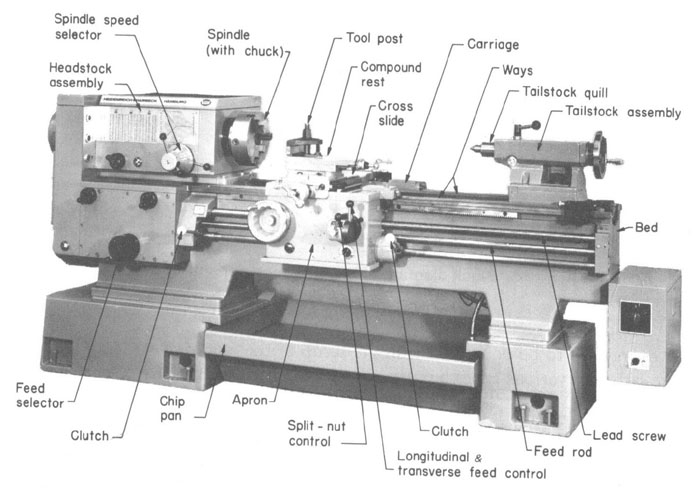 Spindle speed
selector
Spindle
(with chuck)
Tool post
Carriage
Headstock
assembly
Compound
rest
Ways
Cross
slide
Tailstock quill
Tailstock assembly
Bed
Feed
selector
Clutch
Chip
pan
Apron
Split-nut
control
Longitudinal &
transverse feed control
Clutch
Feed rod
Lead screw